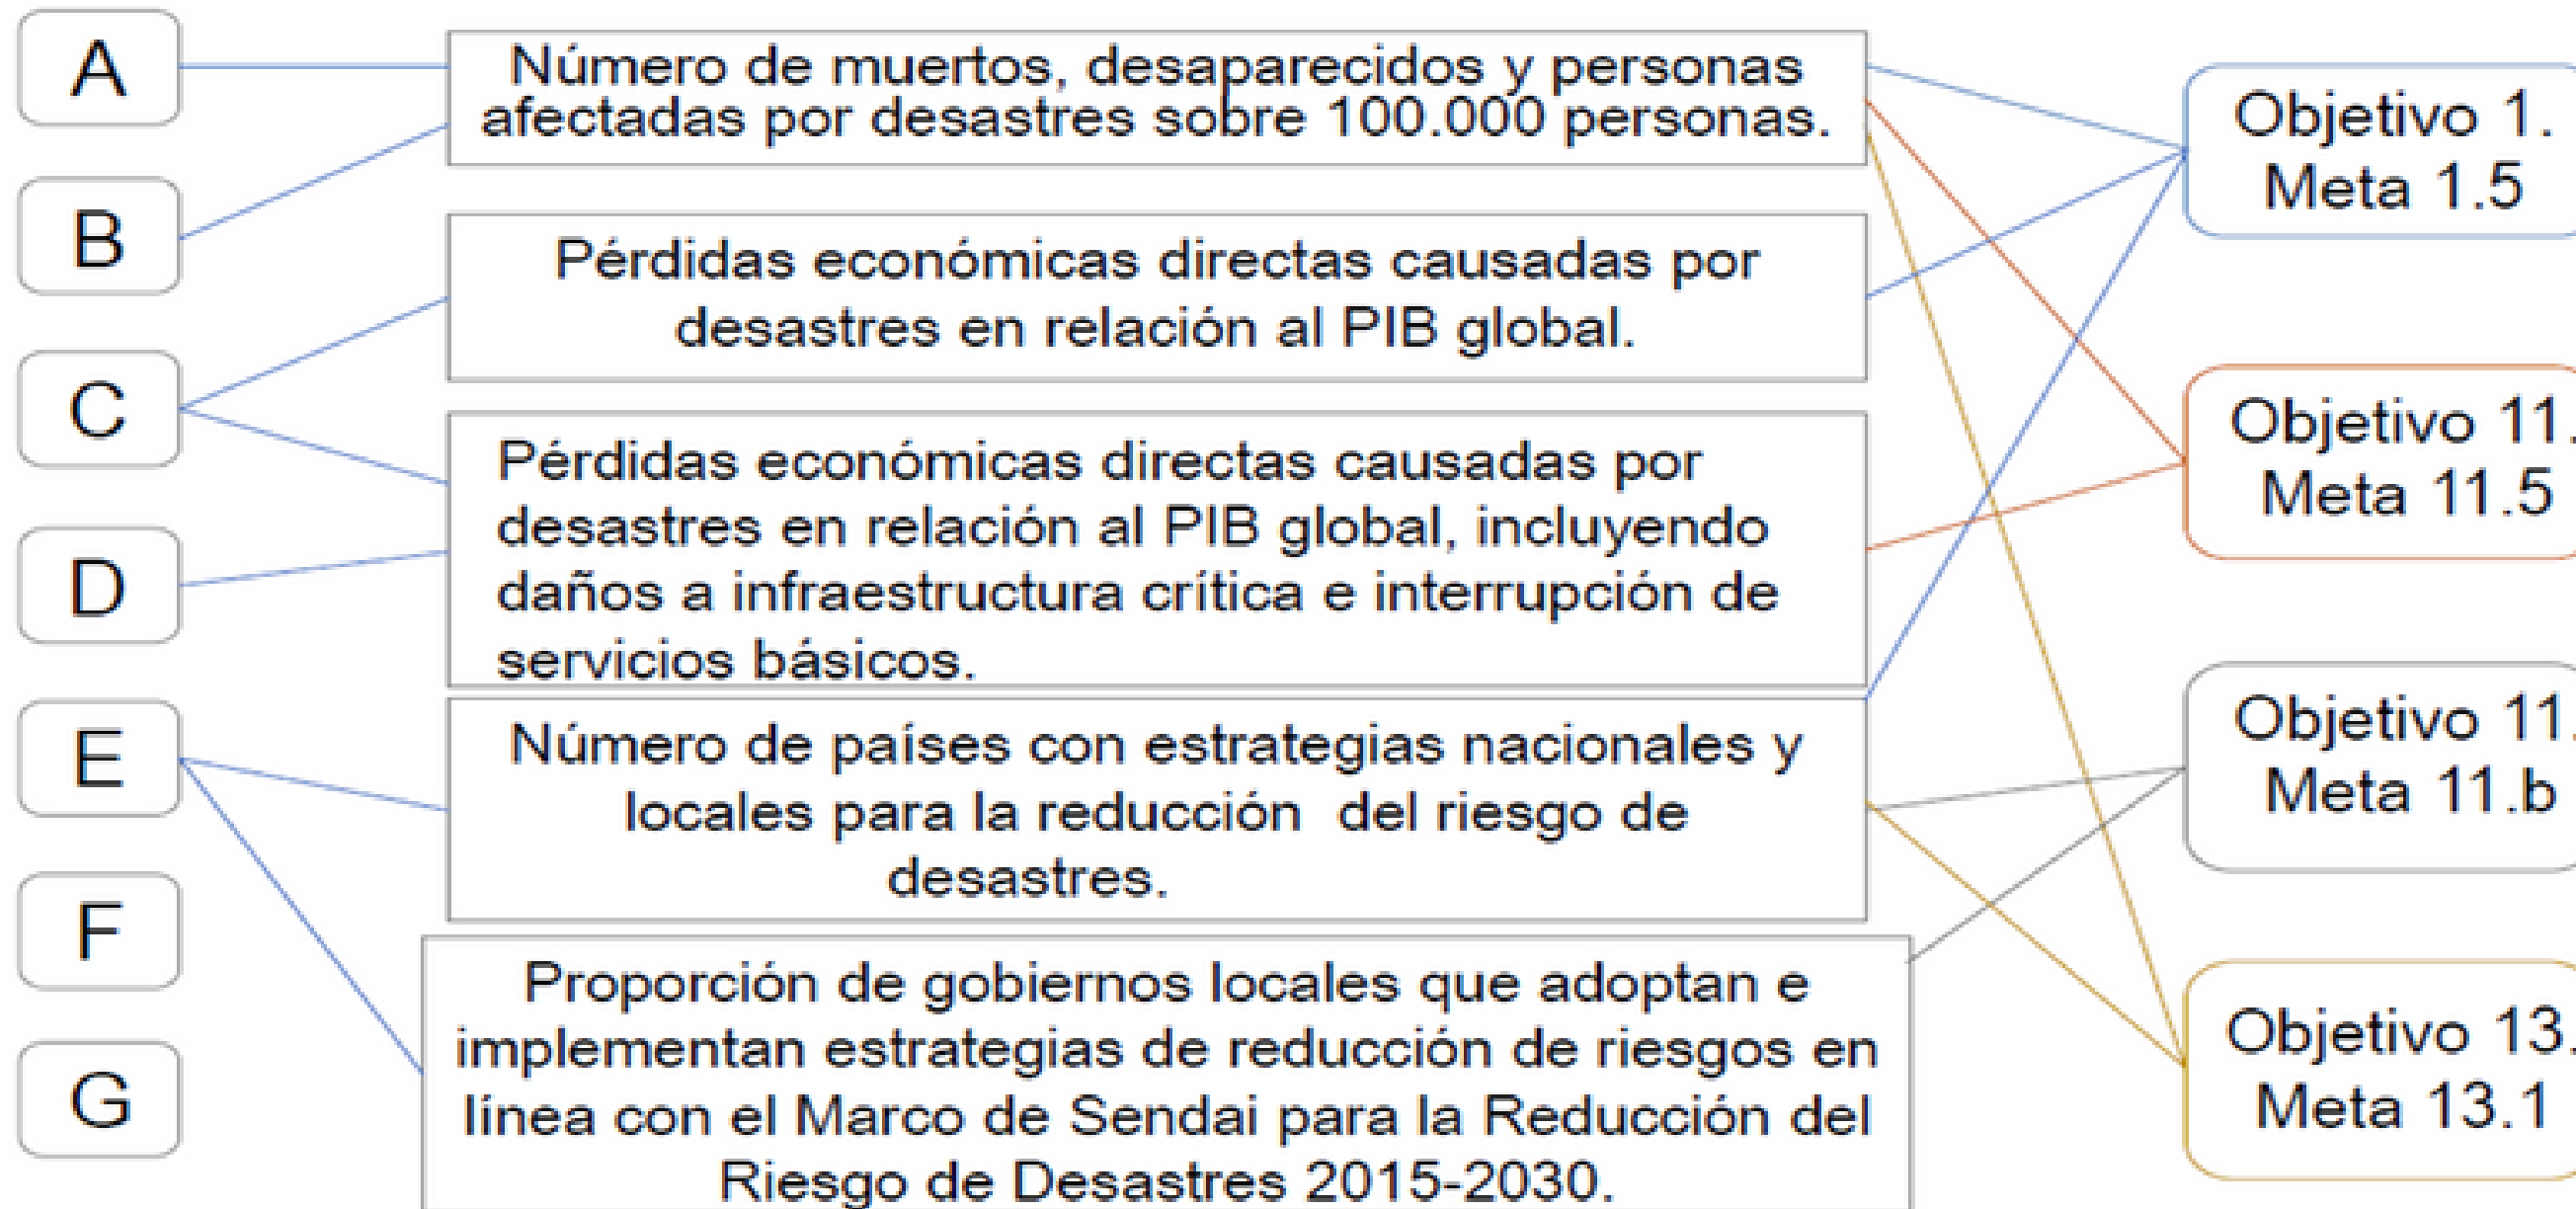 A
B
C
D
E
F
G
Número de muertos, desaparecidos y personas
afectadas por desastres sobre 100.000 personas.
Pérdidas económicas directas causadas por
desastres en relación al PIB global.
Pérdidas económicas directas causadas por
desastres en relación al PIB global, incluyendo
daños a infraestructura crítica e interrupción de
servicios básicos.
Número de países con estrategias nacionales y
locales para la reducción del riesgo de
desastres.
Proporción de gobiernos locales que adoptan e
implementan estrategias de reducción de riesgos en
línea con el Marco de Sendai para la Reducción del
Riesgo de Desastres 2015-2030.
Objetivo 1.
Meta 1.5
Objetivo 11.
Meta 11.5
Objetivo 11.
Meta 11.b
Objetivo 13.
Meta 13.1